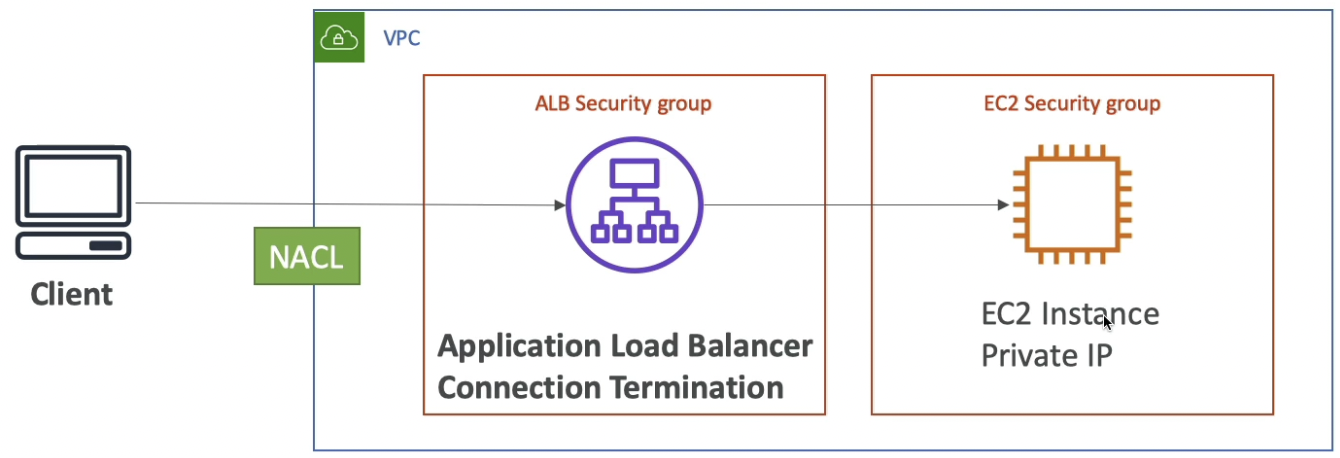 VPC
ALB Security group
EC2 Security group
NACL
Client
Application Load Balancer
Connection Termination
EC2 Instance
Private IP